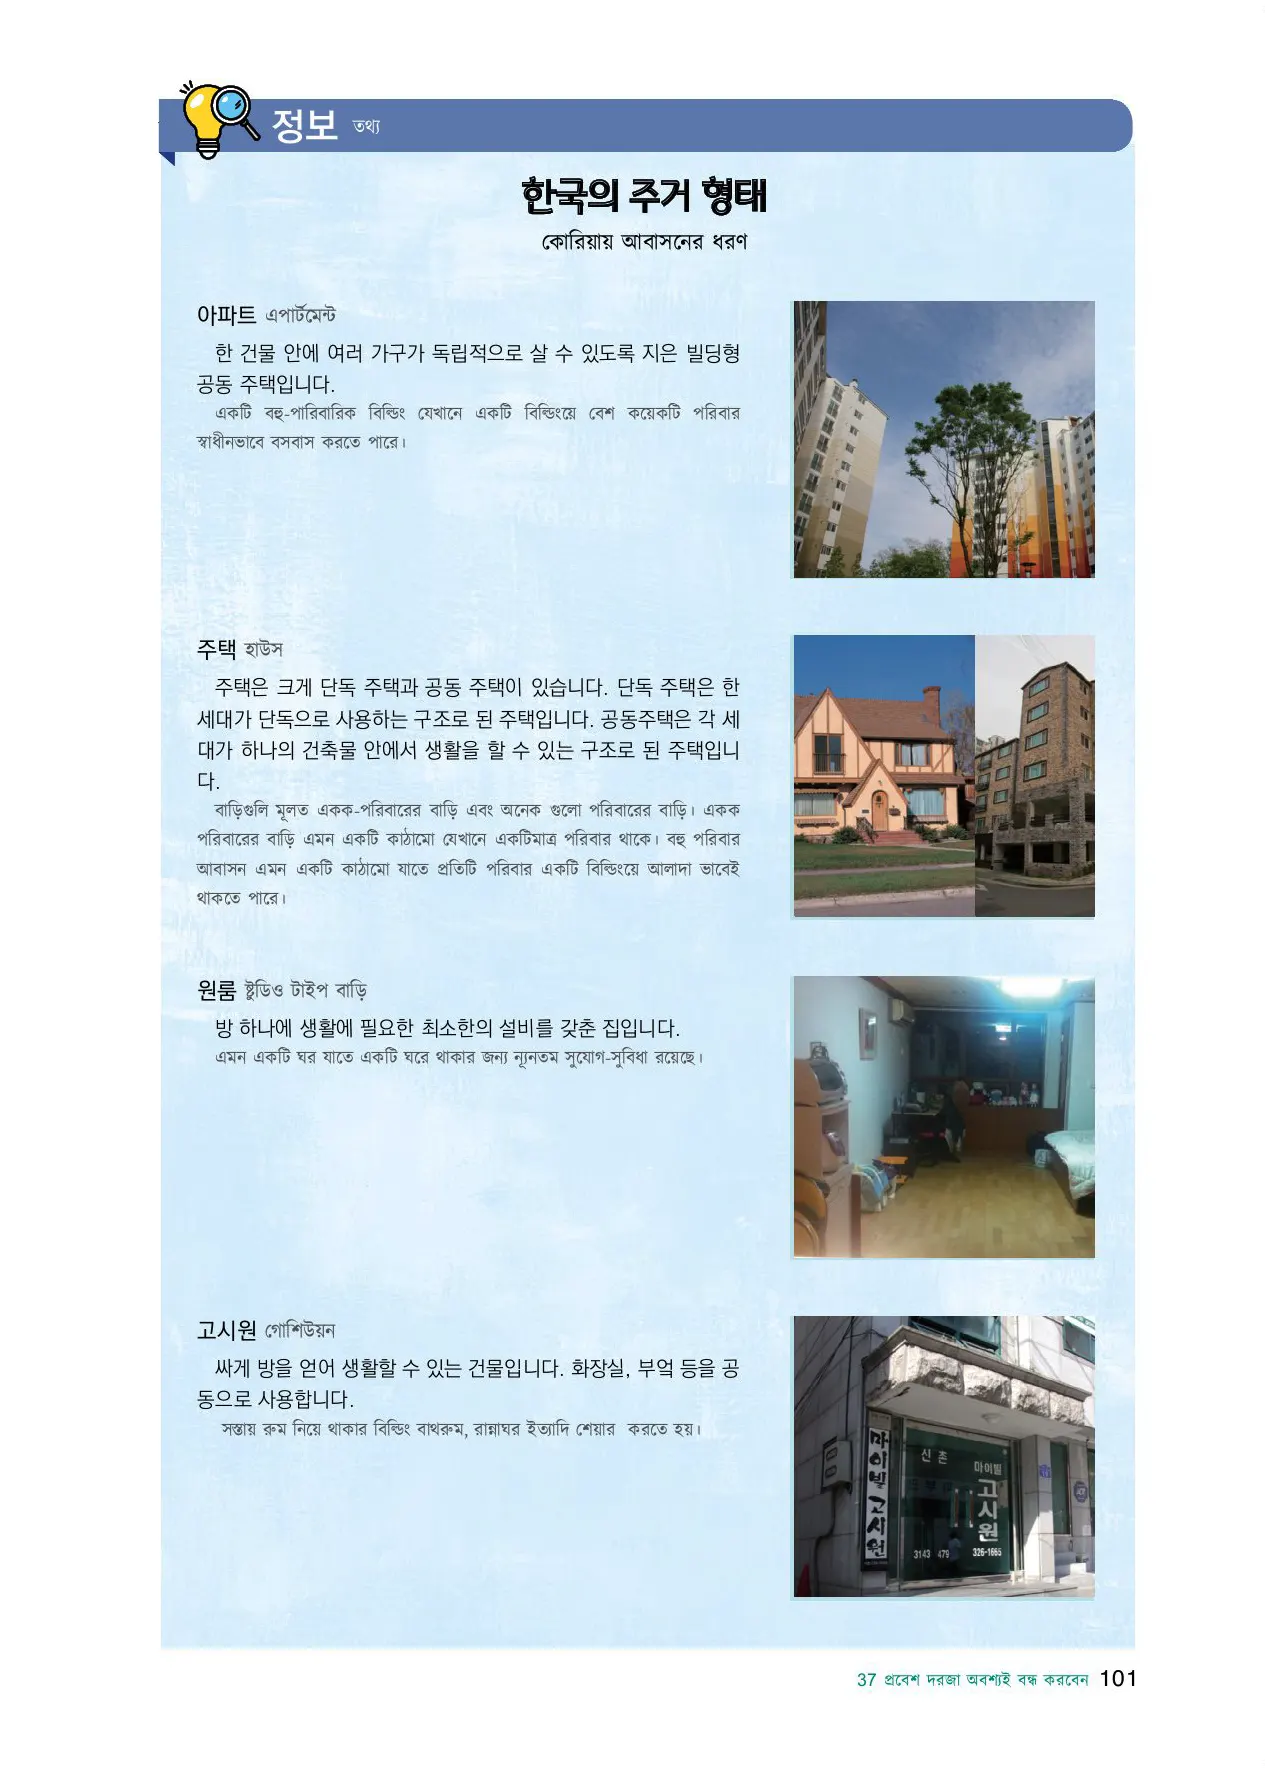 정보 তথ্য
한국의 주거 형태
কোরিয়ায় আবাসনের ধরণ
아파트 এপার্টমেন্ট
한 건물 안에 여러 가구가 독립적으로 살 수 있도록 지은 빌딩형
공동 주택입니다.
একটি বহু-পারিবারিক বিল্ডিং যেখানে একটি বিল্ডিংয়ে বেশ কয়েকটি পরিবার
স্বাধীনভাবে বসবাস করতে পারে।
주택 হাউস
주택은 크게 단독 주택과 공동 주택이 있습니다. 단독 주택은 한
세대가 단독으로 사용하는 구조로 된 주택입니다. 공동주택은 각 세
대가 하나의 건축물 안에서 생활을 할 수 있는 구조로 된 주택입니
다.
বাড়িগুলি মূলত একক-পরিবারের বাড়ি এবং অনেক গুলো পরিবারের বাড়ি। একক
পরিবারের বাড়ি এমন একটি কাঠামো যেখানে একটিমাত্র পরিবার থাকে। বহু পরিবার
আবাসন এমন একটি কাঠামো যাতে প্রতিটি পরিবার একটি বিল্ডিংয়ে আলাদা ভাবেই
থাকতে পারে।
원룸 ষ্টুডিও টাইপ বাড়ি
방 하나에 생활에 필요한 최소한의 설비를 갖춘 집입니다.
এমন একটি ঘর যাতে একটি ঘরে থাকার জন্য ন্যূনতম সুযোগ-সুবিধা রয়েছে।
고시원 গোশিউয়ন
싸게 방을 얻어 생활할 수 있는 건물입니다. 화장실, 부엌 등을 공
동으로 사용합니다.
সস্তায় রুম নিয়ে থাকার বিল্ডিং বাথরুম, রান্নাঘর ইত্যাদি শেয়ার করতে হয়।
마이빌 고시원
신촌
마이빌
고시원
3143 479
326-1665
37 প্রবেশ দরজা অবশ্যই বন্ধ করবেন 101